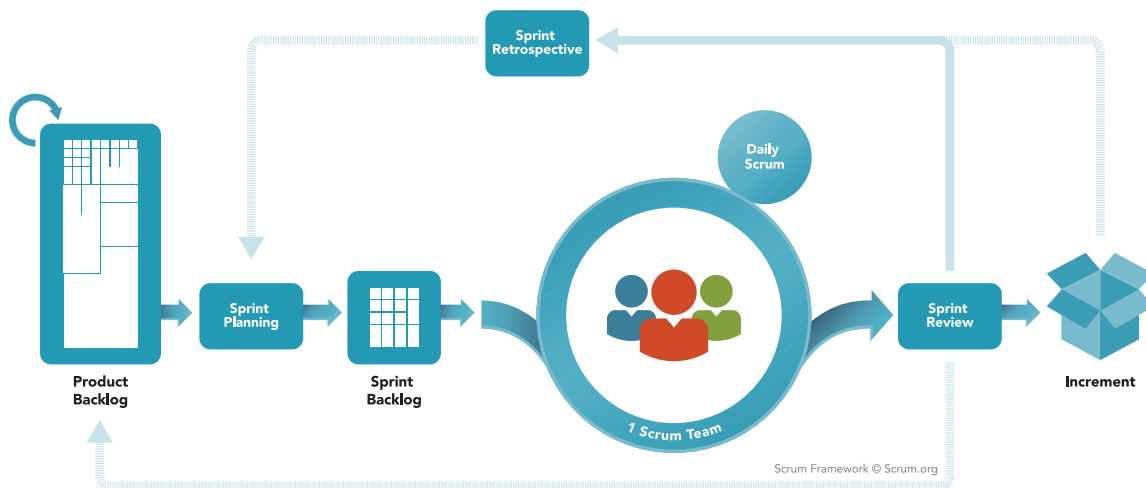 Sprint
Retrospective
Daily
Scrum
Sprint
Planning
Sprint
Review
Product
Backlog
Sprint
Backlog
Increment
1 Scrum Team
Scrum Framework © Scrum.org